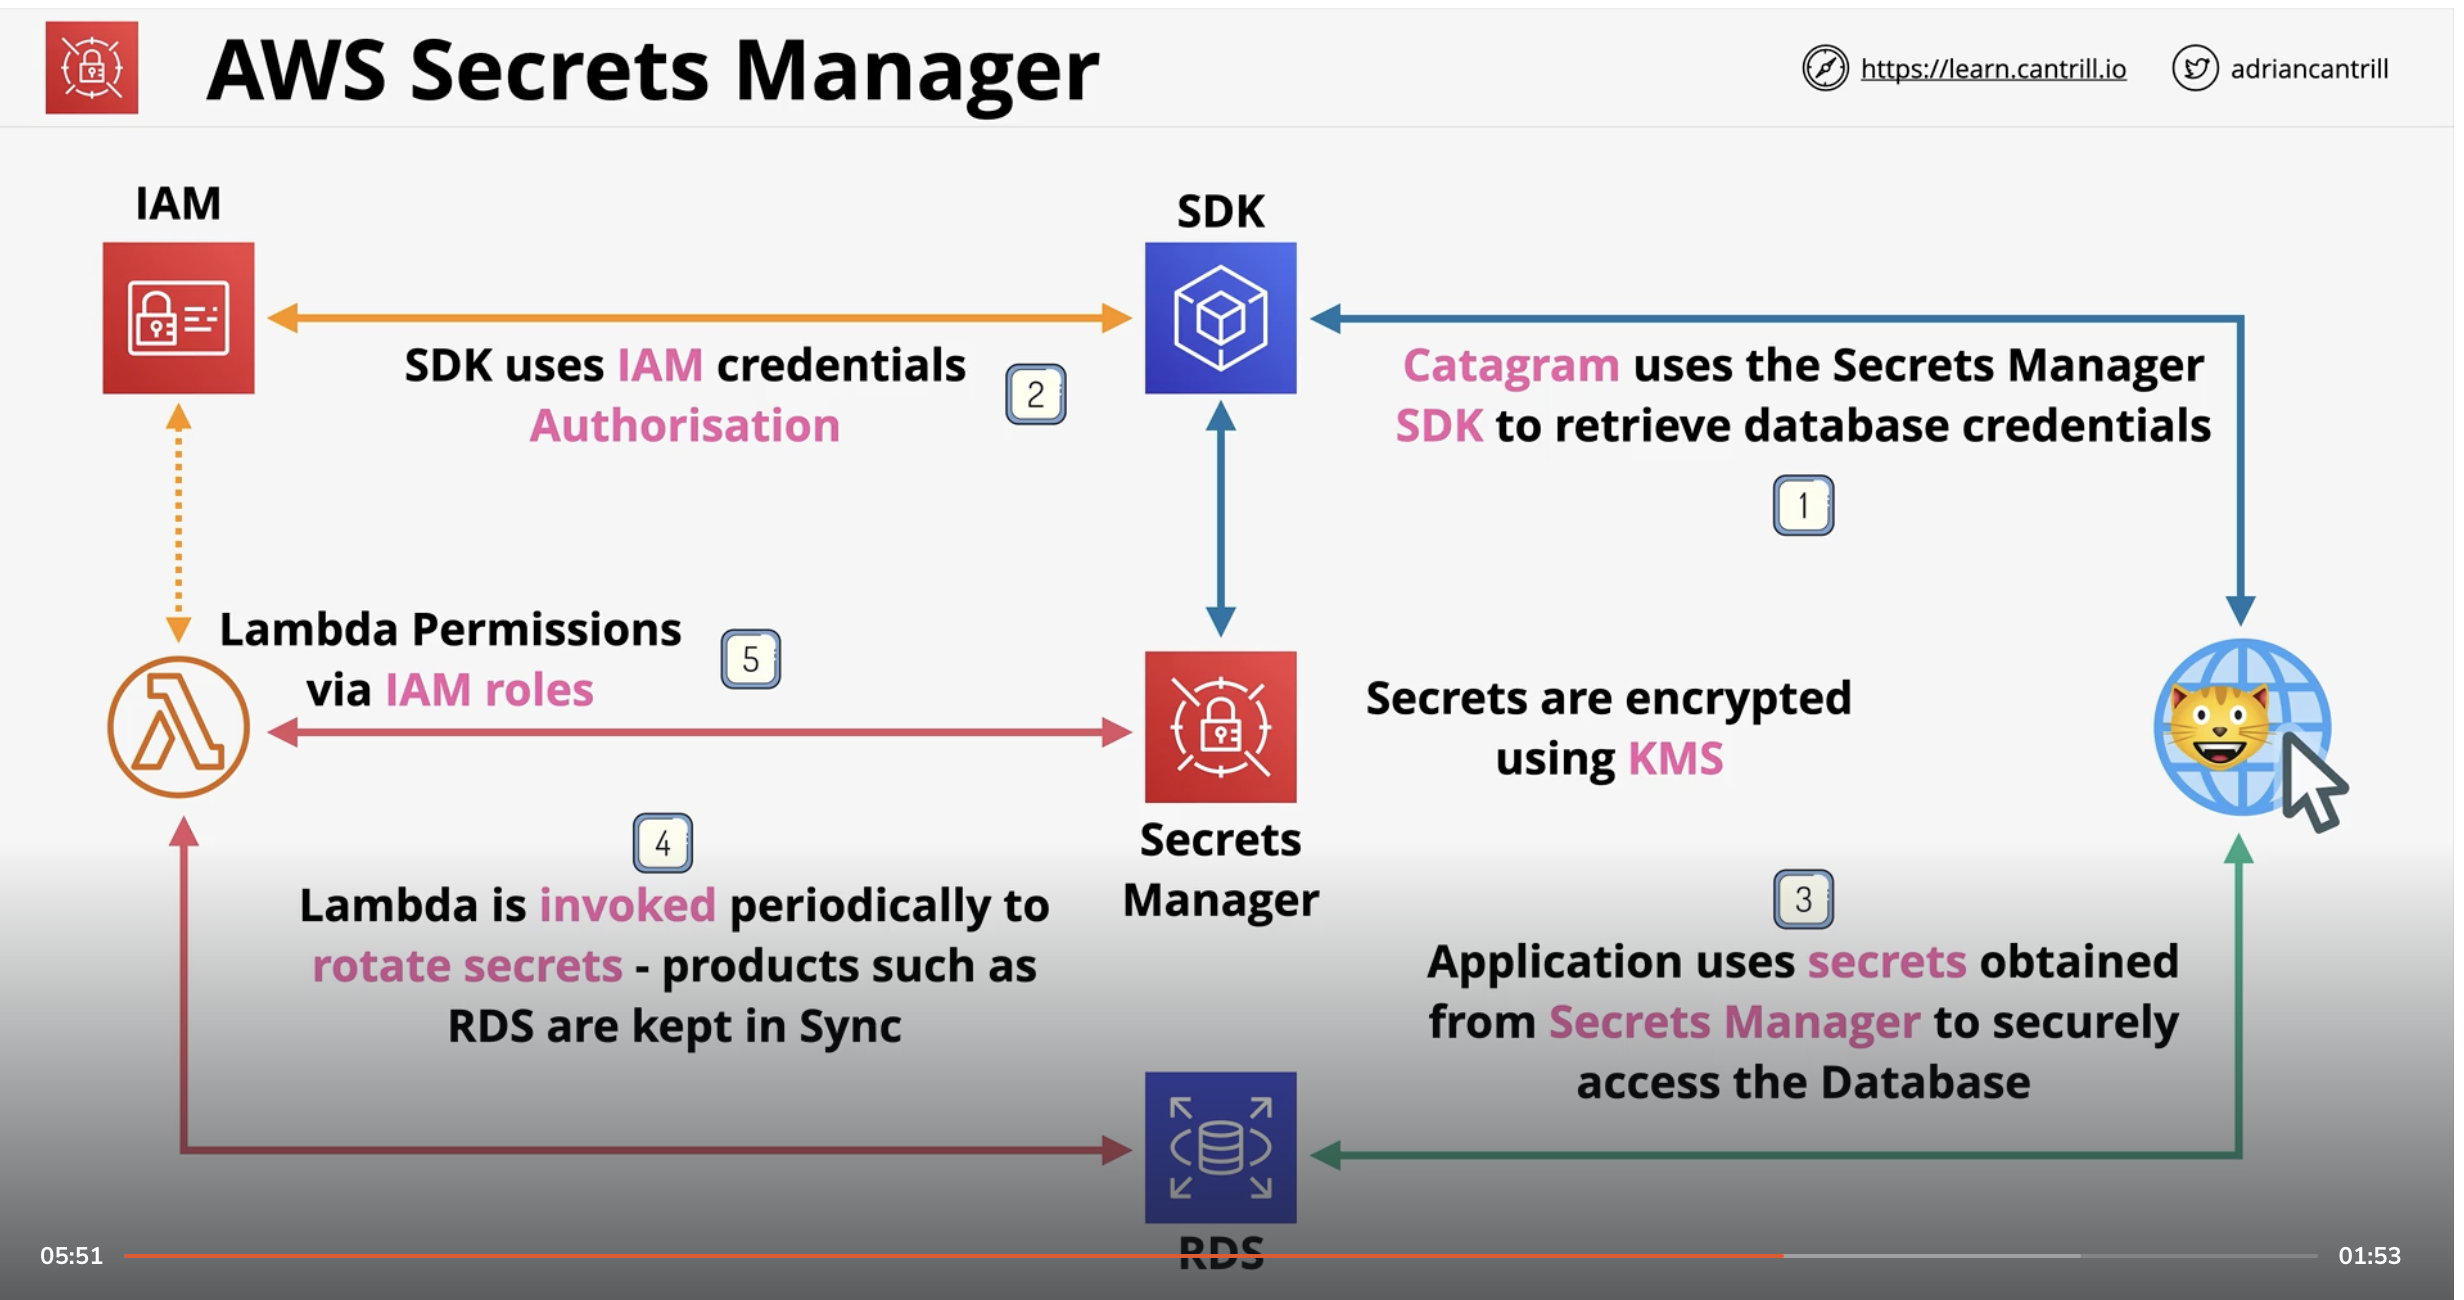 AWS Secrets Manager
https://learn.cantrill.io
adriancantrill
IAM
SDK
SDK uses IAM credentials
Authorisation
2
Catagram uses the Secrets Manager
SDK to retrieve database credentials
1
Lambda Permissions
via IAM roles
5
Secrets are encrypted
using KMS
Secrets
Manager
4
Lambda is invoked periodically to
rotate secrets - products such as
RDS are kept in Sync
3
Application uses secrets obtained
from Secrets Manager to securely
access the Database
RDS
05:51
01:53